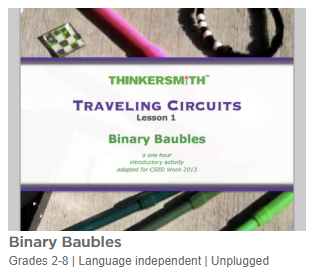 THINKERSMITH™
TRAVELING CIRCUITS
Lesson 1
Binary Baubles
a one hour
introductory activity
adapted for CSED Week 2013
Binary Baubles
Grades 2-8 | Language independent | Unplugged